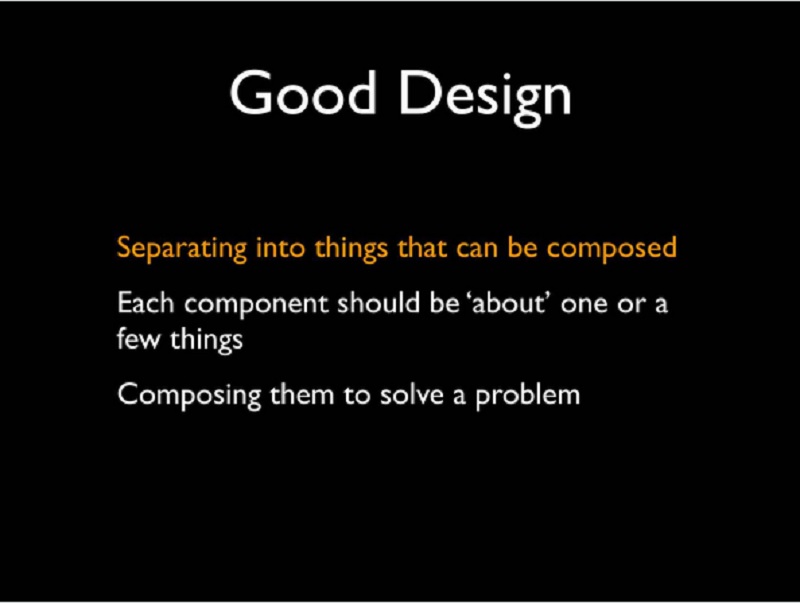 Good Design
Separating into things that can be composed
Each component should be ‘about’ one or a
few things
Composing them to solve a problem